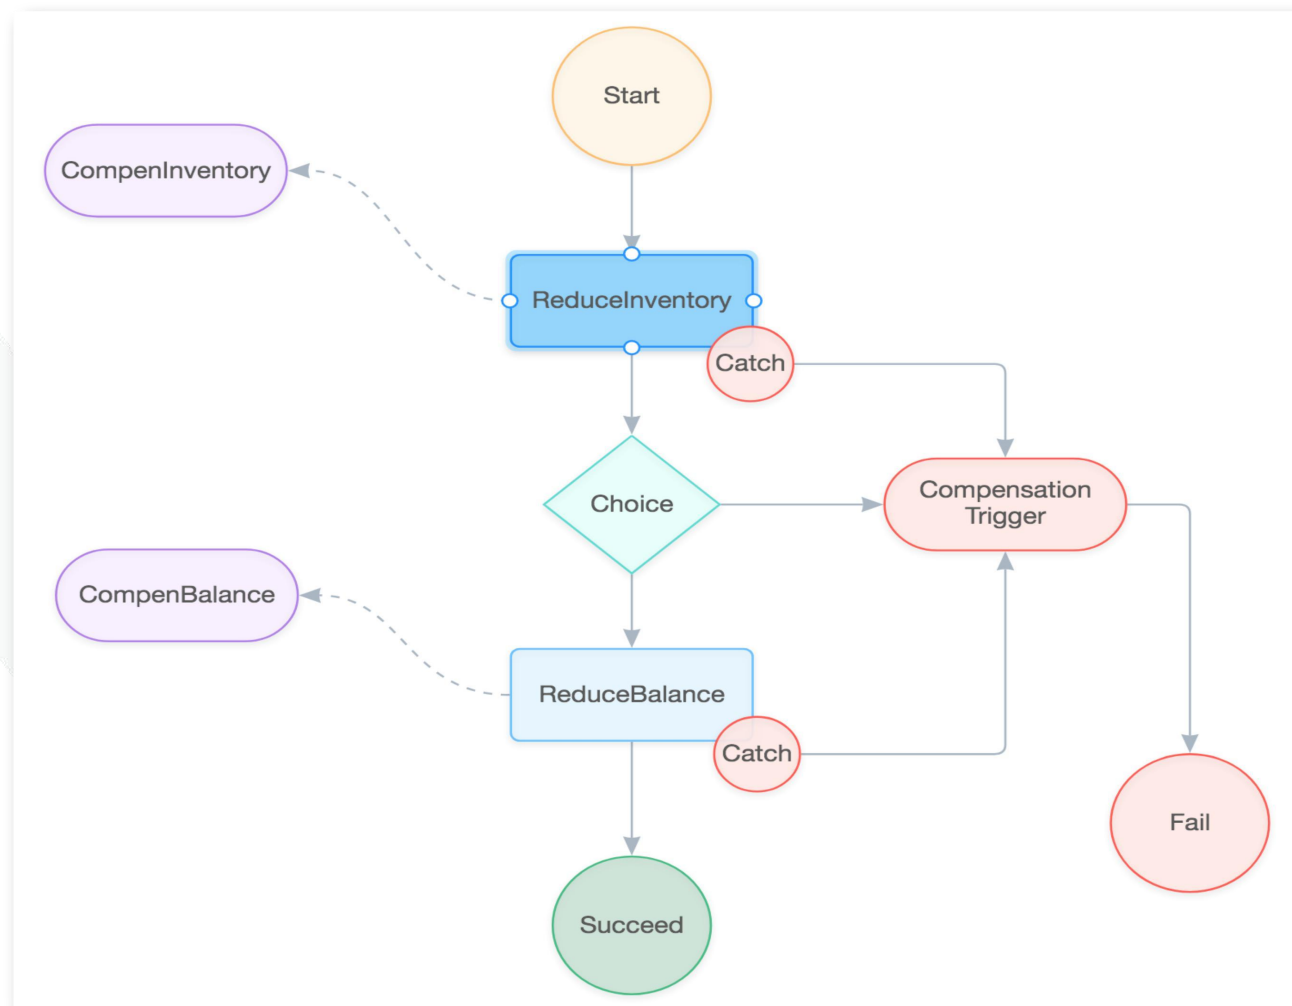 Start
CompenInventory
ReduceInventory
Catch
Compensation
Trigger
Choice
CompenBalance
ReduceBalance
Catch
Fail
Succeed